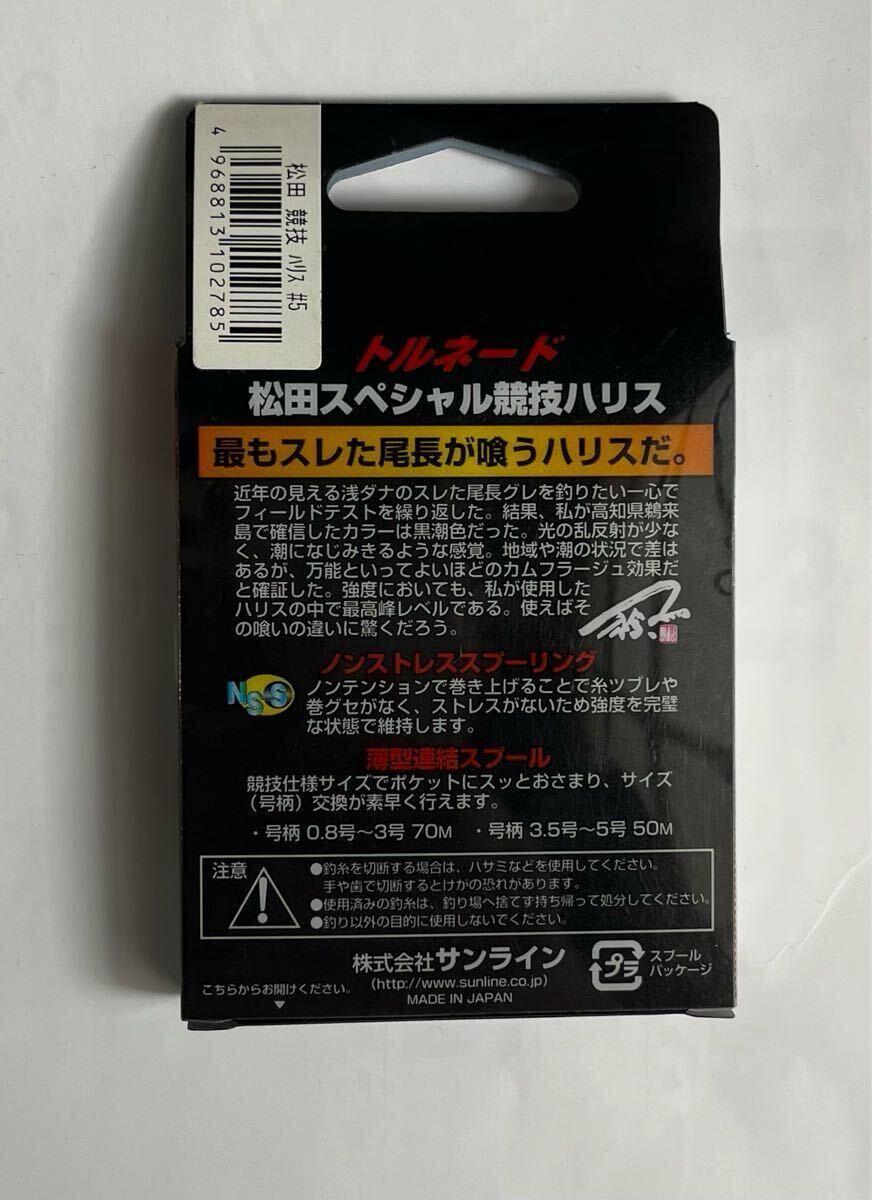 松田 競技 ﾊﾘｽ #5
4 968813 102785
トルネード
松田スペシャル競技ハリス
最もスレた尾長が喰うハリスだ。
近年の見える浅ダナのスレた尾長グレを釣りたい一心で
フィールドテストを繰り返した。結果、私が高知県鵜来
島で確信したカラーは黒潮色だった。光の乱反射が少な
く、潮になじみきるような感覚。地域や潮の状況で差は
あるが、万能といってよいほどのカムフラージュ効果だ
と確証した。強度においても、私が使用した
ハリスの中で最高峰レベルである。使えばそ
の喰いの違いに驚くだろう。
ノンストレススプーリング
NSS
ノンテンションで巻き上げることで糸ツブレや
巻グセがなく、ストレスがないため強度を完璧
な状態で維持します。
薄型連結スプール
競技仕様サイズでポケットにスッとおさまり、サイズ
（号柄）交換が素早く行えます。
・号柄 0.8号～3号 70M ・号柄 3.5号～5号 50M
注意
●釣糸を切断する場合は、ハサミなどを使用してください。
手や歯で切断するとけがの恐れがあります。
●使用済みの釣糸は、釣り場へ捨てず持ち帰って処分してください。
●釣り以外の目的に使用しないでください。
株式会社サンライン
(http://www.sunline.co.jp)
MADE IN JAPAN
プラ
スプール
パッケージ
こちらからお開けください。